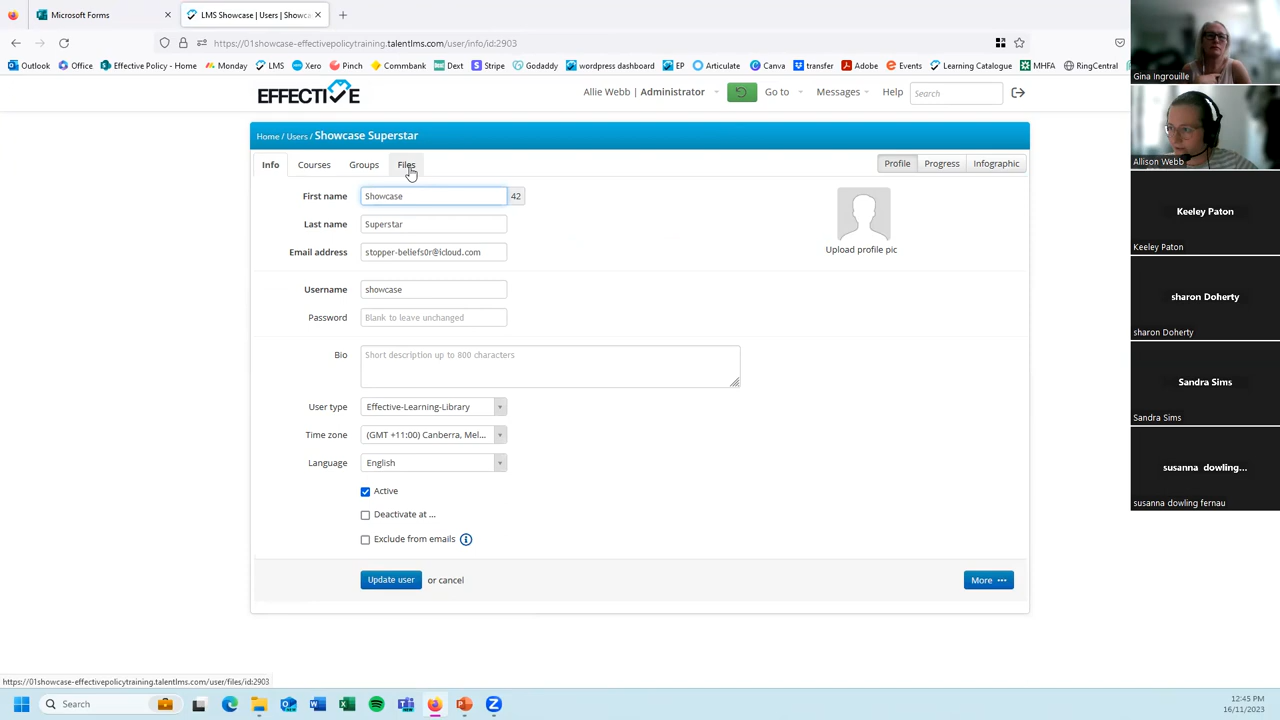 Microsoft Forms
LMS Showcase | Users | Showca
https://01showcase-effectivepolicytraining.talentlms.com/user/info/id:2903
Outlook Office Effective Policy - Home Monday LMS Xero Pinch Commbank Dext Stripe Godaddy wordpress dashboard EP Articulate Canva transfer Adobe Events Learning Catalogue MHFA RingCentral
EFFECTIVE
Allie Webb | Administrator Go to Messages Help Search
Home / Users / Showcase Superstar
Info Courses Groups Files Profile Progress Infographic
First name Showcase 42
Last name Superstar
Upload profile pic
Email address stopper-beliefs0r@icloud.com
Username showcase
Password Blank to leave unchanged
Bio Short description up to 800 characters
User type Effective-Learning-Library
Time zone (GMT +11:00) Canberra, Mel...
Language English
Active
Deactivate at ...
Exclude from emails
Update user or cancel More
https://01showcase-effectivepolicytraining.talentlms.com/user/files/id:2903
Search
12:45 PM
16/11/2023
Gina Ingrouille
Allison Webb
Keeley Paton
Keeley Paton
sharon Doherty
sharon Doherty
Sandra Sims
Sandra Sims
susanna dowling...
susanna dowling fernau